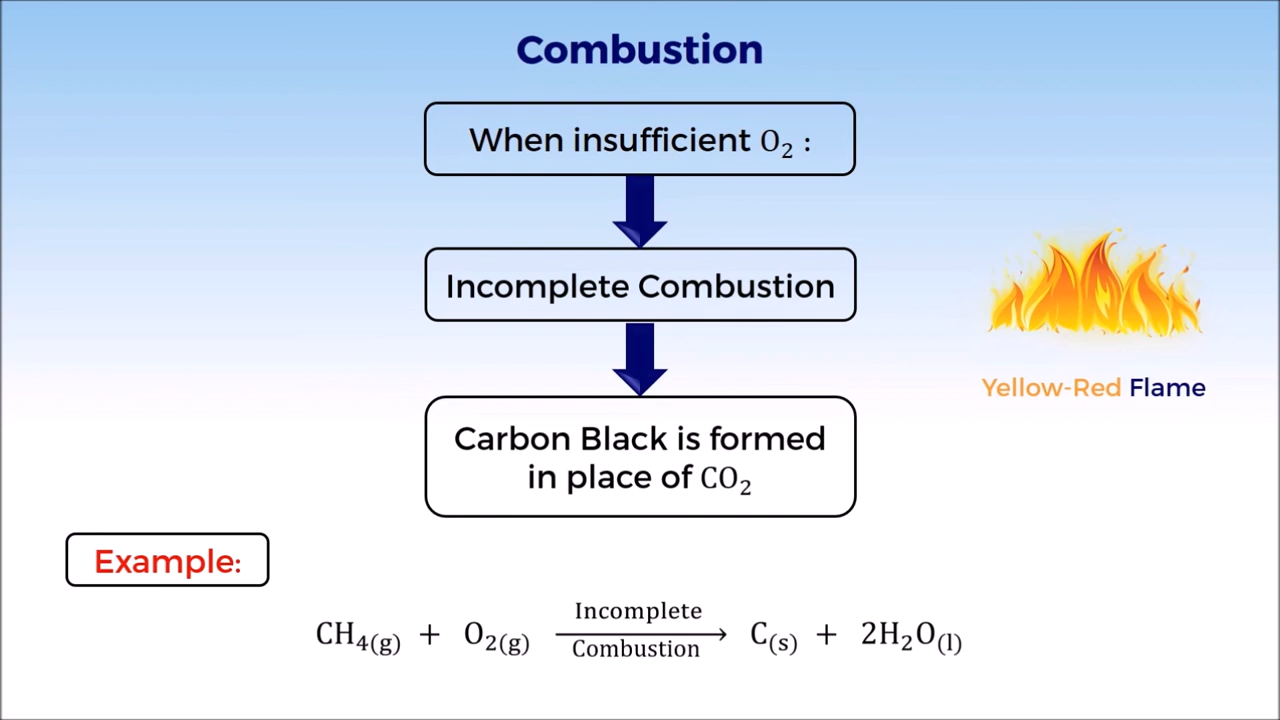 Combustion
When insufficient O₂ :
Incomplete Combustion
Carbon Black is formed
in place of CO₂
Yellow-Red Flame
Example:
CH₄(g) + O₂(g) Incomplete Combustion → C(s) + 2H₂O(l)